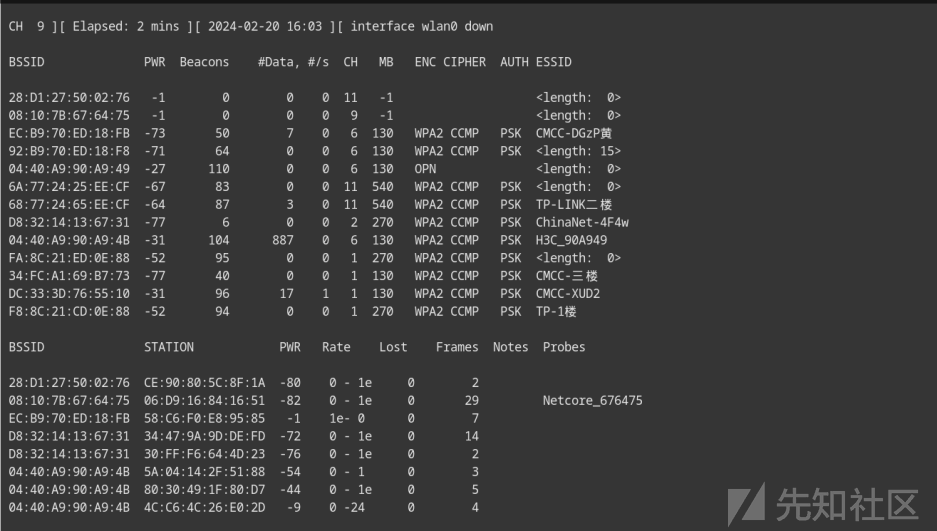 CH  9 ][ Elapsed: 2 mins ][ 2024-02-20 16:03 ][ interface wlan0 down
BSSID              PWR  Beacons    #Data, #/s  CH   MB   ENC CIPHER  AUTH ESSID
28:D1:27:50:02:76   -1        0        0    0  11   -1                    <length:  0>
08:10:7B:67:64:75   -1        0        0    0   9   -1                    <length:  0>
EC:B9:70:ED:18:FB  -73       50        7    0   6  130   WPA2 CCMP   PSK  CMCC-DGzP黄
92:B9:70:ED:18:F8  -71       64        0    0   6  130   WPA2 CCMP   PSK  <length: 15>
04:40:A9:90:A9:49  -27      110        0    0   6  130   OPN              <length:  0>
6A:77:24:25:EE:CF  -67       83        0    0  11  540   WPA2 CCMP   PSK  <length:  0>
68:77:24:65:EE:CF  -64       87        3    0  11  540   WPA2 CCMP   PSK  TP-LINK二楼
D8:32:14:13:67:31  -77        6        0    0   2  270   WPA2 CCMP   PSK  ChinaNet-4F4w
04:40:A9:90:A9:4B  -31      104      887    0   6  130   WPA2 CCMP   PSK  H3C_90A949
FA:8C:21:ED:0E:88  -52       95        0    0   1  270   WPA2 CCMP   PSK  <length:  0>
34:FC:A1:69:B7:73  -77       40        0    0   1  130   WPA2 CCMP   PSK  CMCC-三楼
DC:33:3D:76:55:10  -31       96       17    1   1  130   WPA2 CCMP   PSK  CMCC-XUD2
F8:8C:21:CD:0E:88  -52       94        0    0   1  270   WPA2 CCMP   PSK  TP-1楼
BSSID              STATION            PWR   Rate    Lost    Frames  Notes  Probes
28:D1:27:50:02:76  CE:90:80:5C:8F:1A  -80    0 - 1e     0        2
08:10:7B:67:64:75  06:D9:16:84:16:51  -82    0 - 1e     0       29         Netcore_676475
EC:B9:70:ED:18:FB  58:C6:F0:E8:95:85   -1    1e- 0      0        7
D8:32:14:13:67:31  34:47:9A:9D:DE:FD  -72    0 - 1e     0       14
D8:32:14:13:67:31  30:FF:F6:64:4D:23  -76    0 - 1e     0        2
04:40:A9:90:A9:4B  5A:04:14:2F:51:88  -54    0 - 1      0        3
04:40:A9:90:A9:4B  80:30:49:1F:80:D7  -44    0 - 1e     0        5
04:40:A9:90:A9:4B  4C:C6:4C:26:E0:2D   -9    0 -24      0        4
先知社区